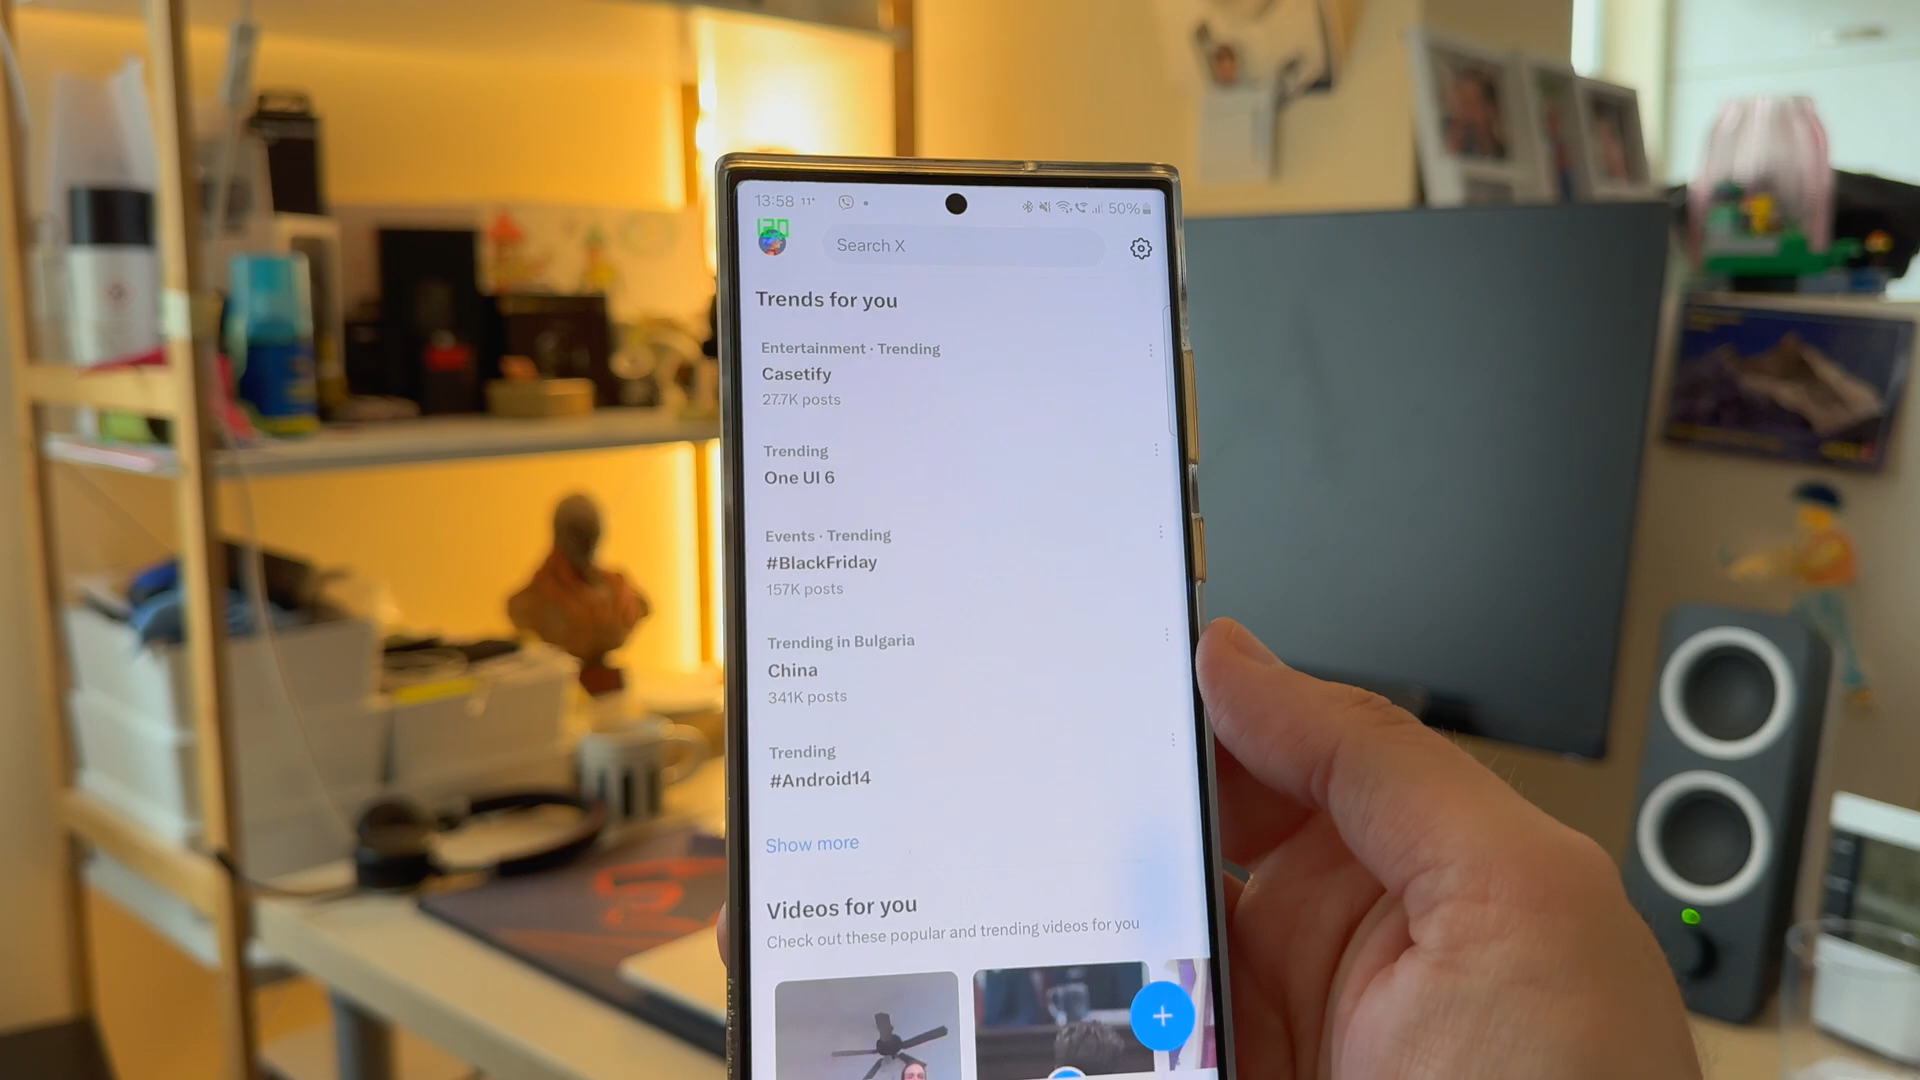 13:58 11°
50%
120
Search X
Trends for you
Entertainment · Trending
Casetify
27.7K posts
Trending
One UI 6
Events · Trending
#BlackFriday
157K posts
Trending in Bulgaria
China
341K posts
Trending
#Android14
Show more
Videos for you
Check out these popular and trending videos for you